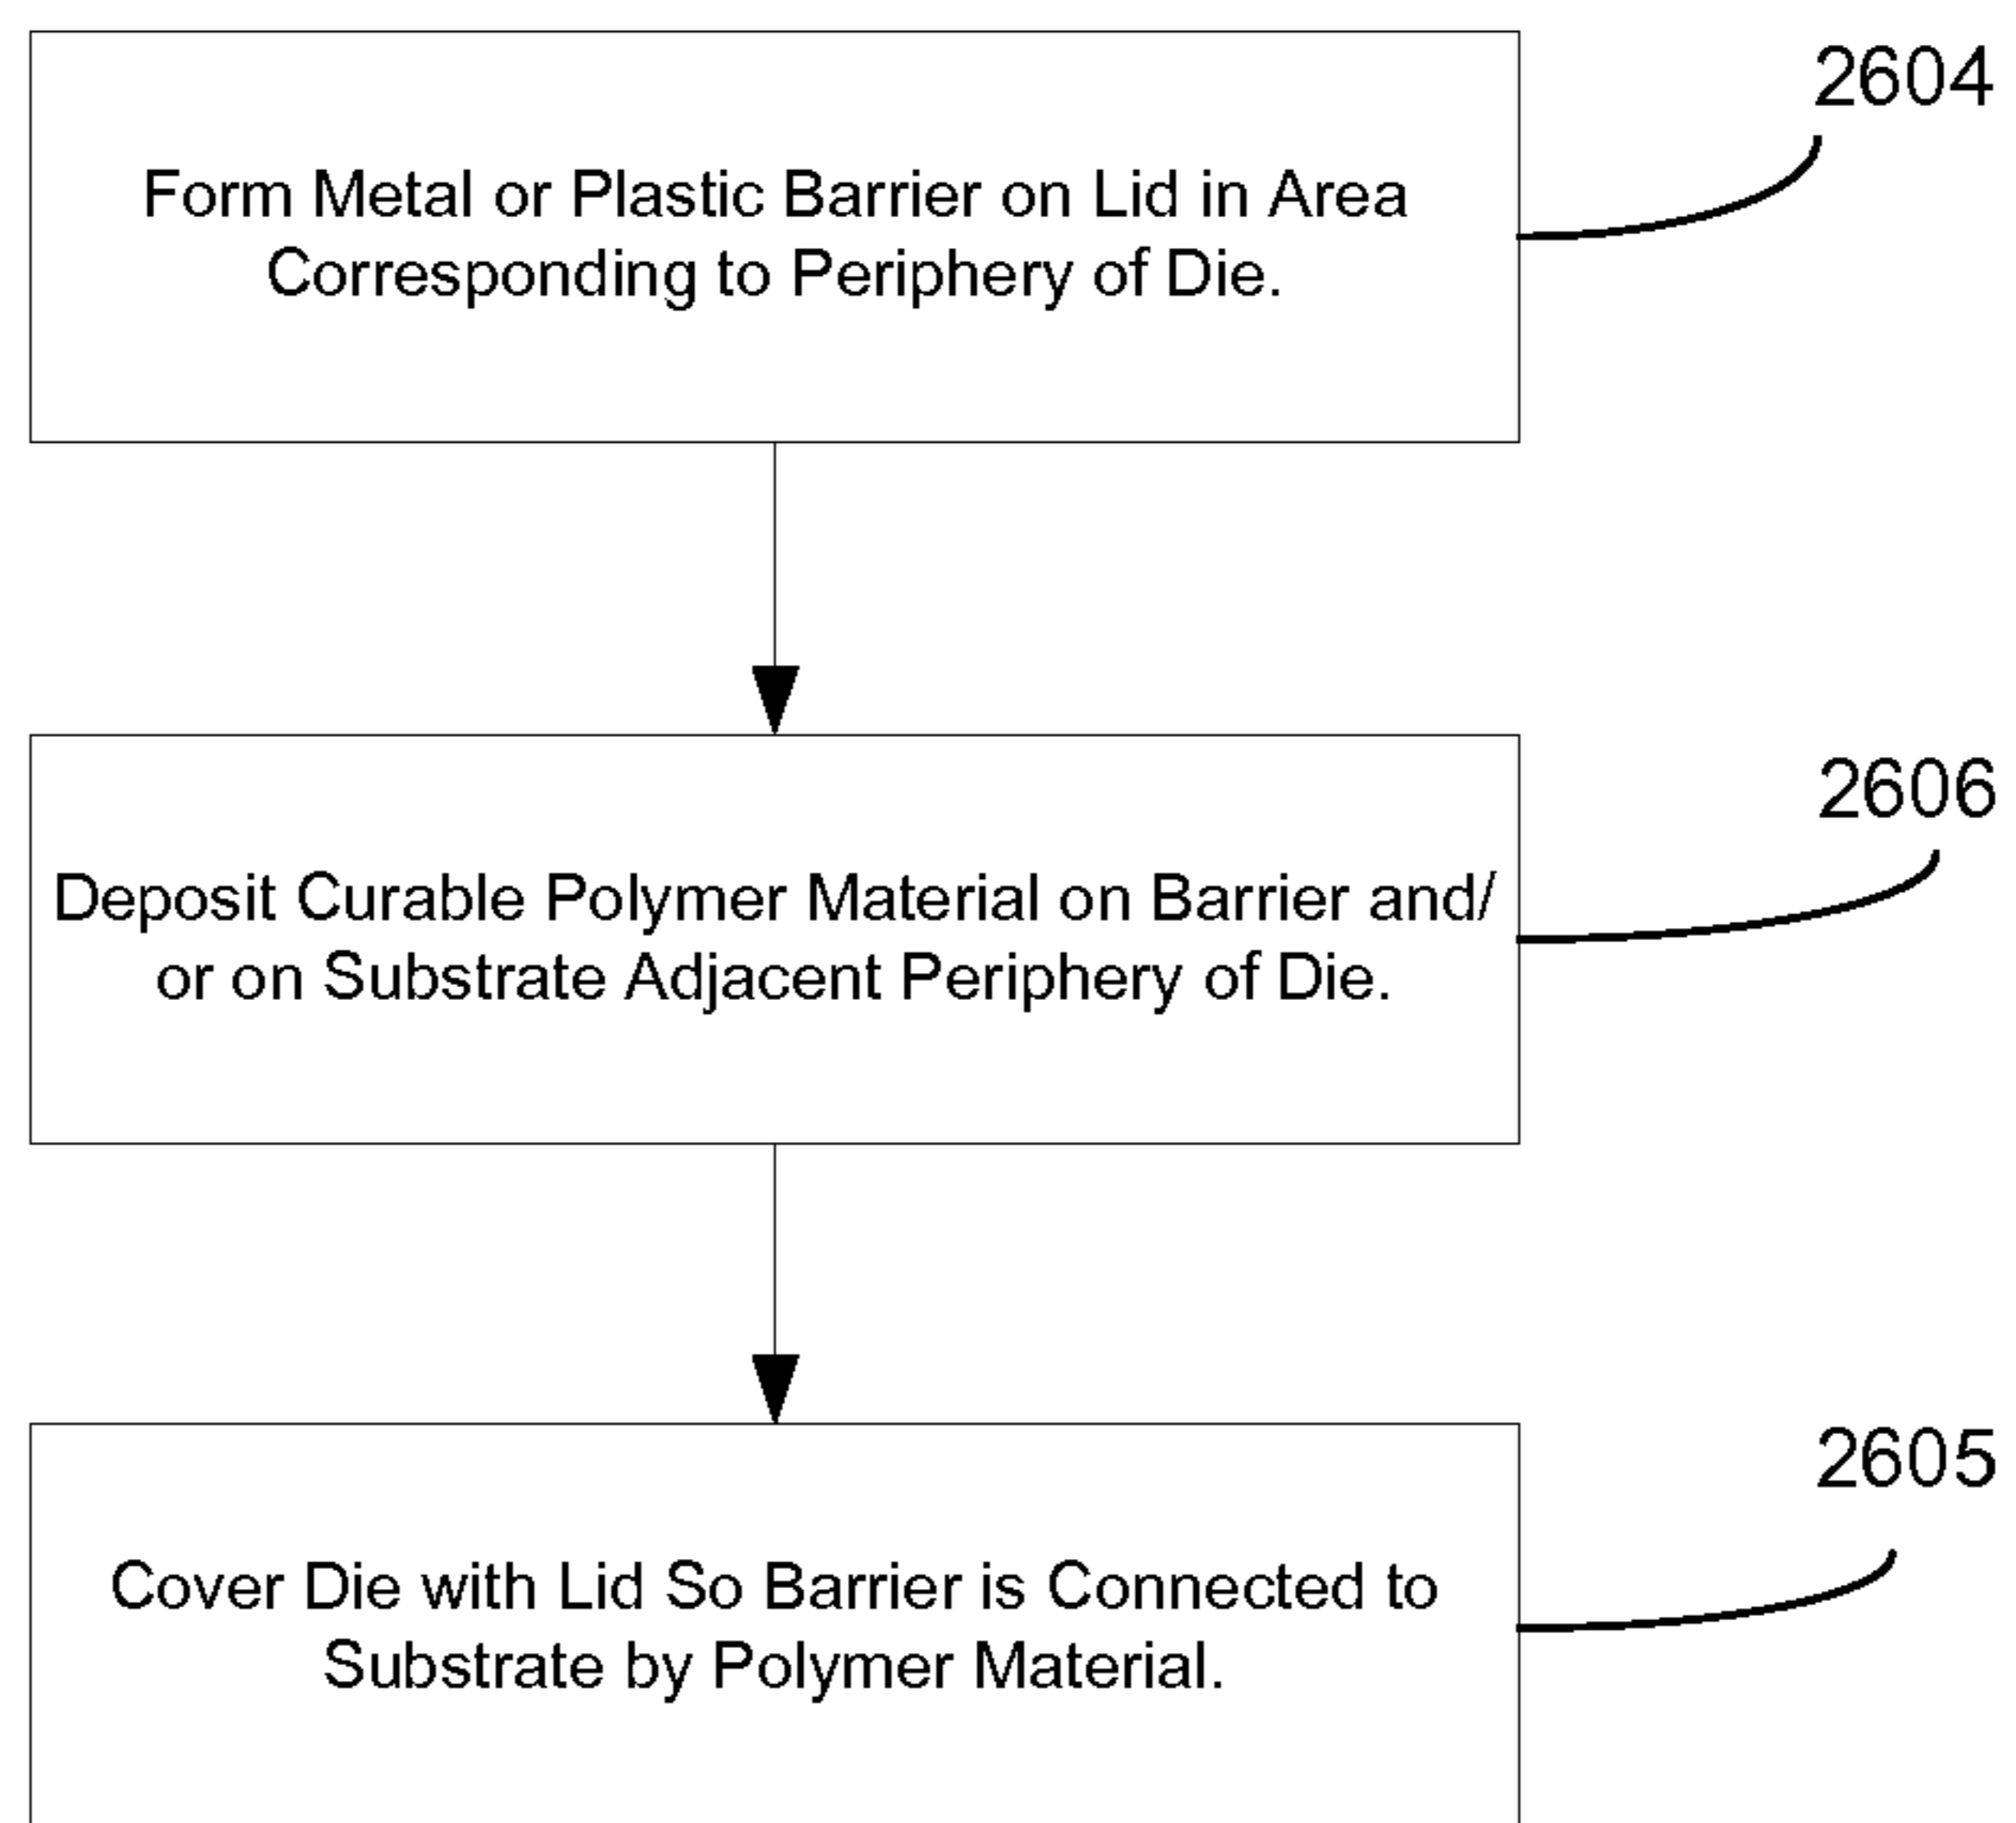 2604
Form Metal or Plastic Barrier on Lid in Area
Corresponding to Periphery of Die.
2606
Deposit Curable Polymer Material on Barrier and/
or on Substrate Adjacent Periphery of Die.
2605
Cover Die with Lid So Barrier is Connected to
Substrate by Polymer Material.